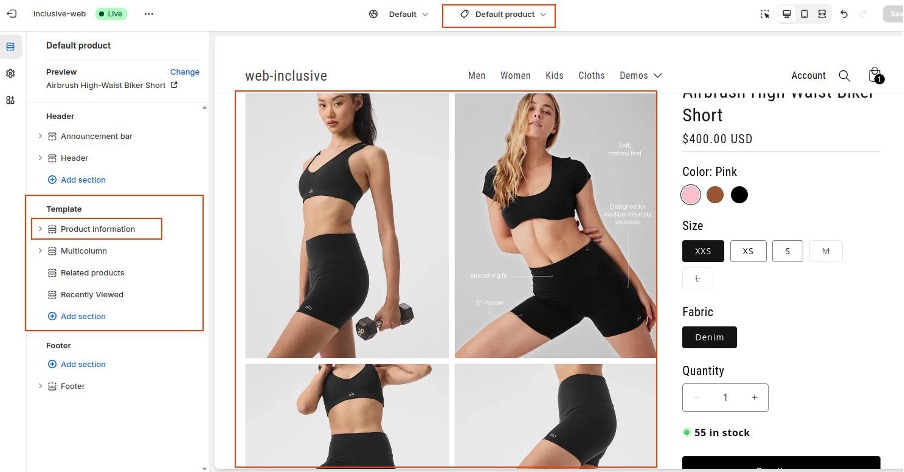 inclusive-web
Live
Default
Default product
Save
Default product
Preview
Change
Airbrush High-Waist Biker Short
Header
Announcement bar
Header
Add section
Template
Product information
Multicolumn
Related products
Recently Viewed
Add section
Footer
Add section
Footer
web-inclusive
Men
Women
Kids
Cloths
Demos
Account
1
Soft,
cottony feel
Designed for
medium-intensity
workouts
Smoothing fit
5" inseam
Airbrush High-Waist Biker
Short
$400.00 USD
Color: Pink
Size
XXS
XS
S
M
L
Fabric
Denim
Quantity
1
55 in stock